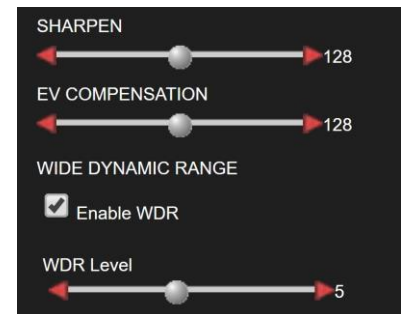 SHARPEN
128
EV COMPENSATION
128
WIDE DYNAMIC RANGE
Enable WDR
WDR Level
5